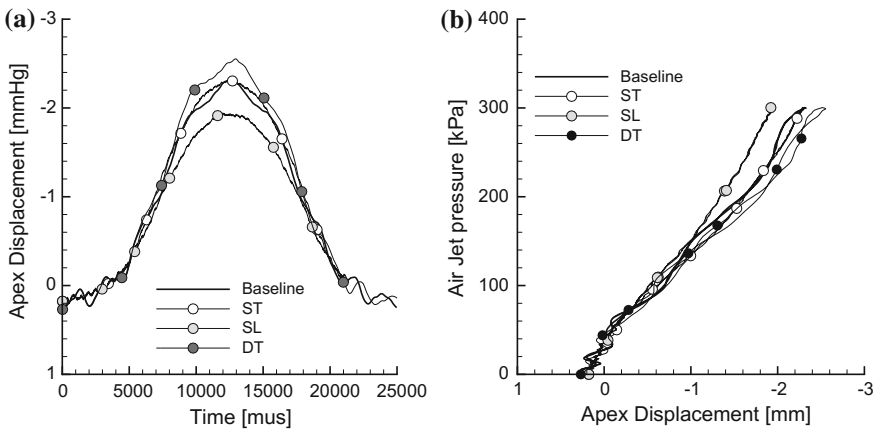 (a)
-3
-2
-1
0
1
Apex Displacement [mmHg]
Baseline
ST
SL
DT
0 5000 10000 15000 20000 25000
Time [mus]
(b)
400
300
200
100
0
Air Jet pressure [kPa]
Baseline
ST
SL
DT
1 0 -1 -2 -3
Apex Displacement [mm]